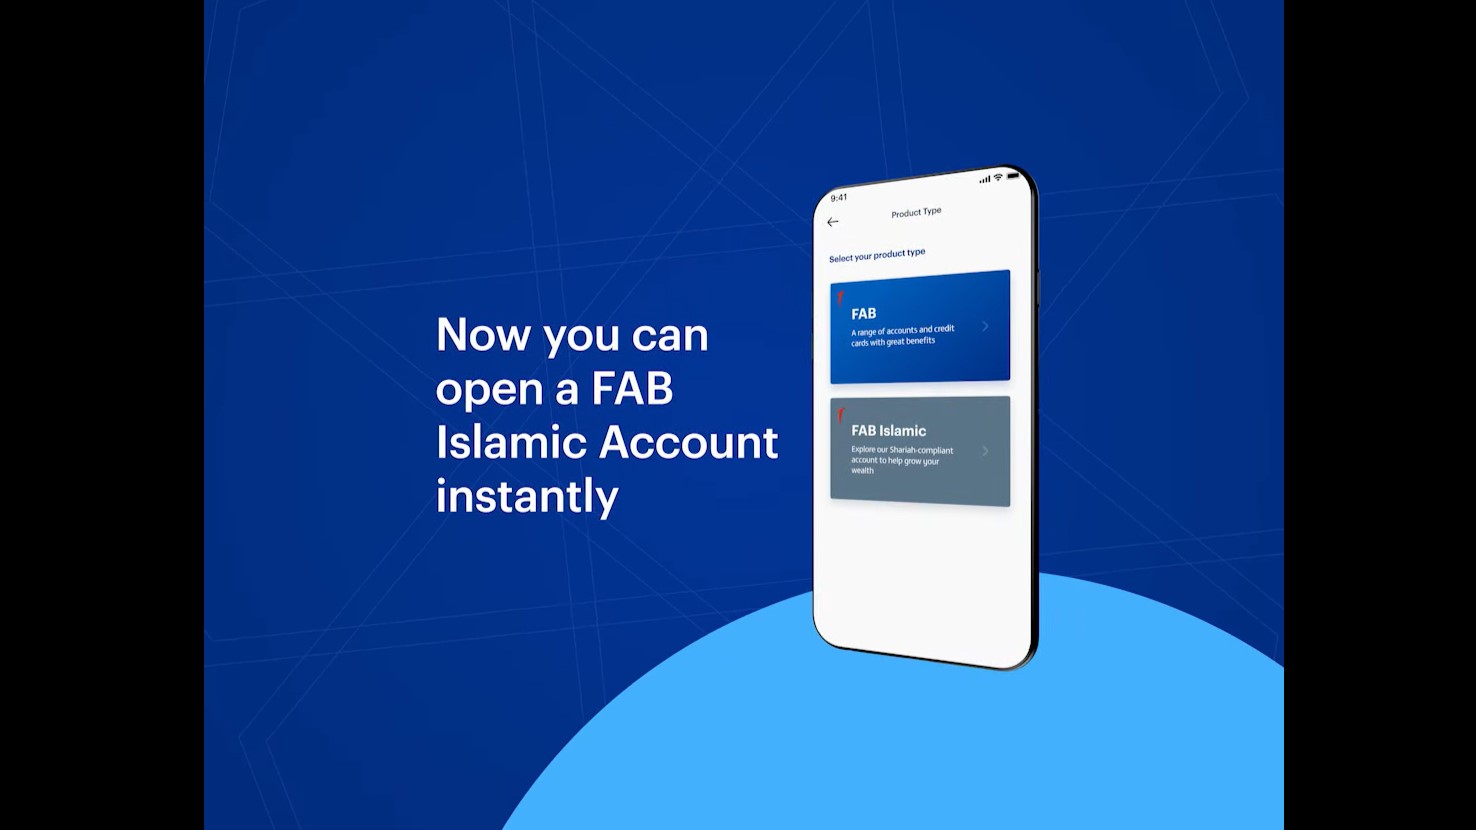 Now you can
open a FAB
Islamic Account
instantly
9:41
Product Type
Select your product type
FAB
A range of accounts and credit
cards with great benefits
FAB Islamic
Explore our Shariah-compliant
account to help grow your
wealth